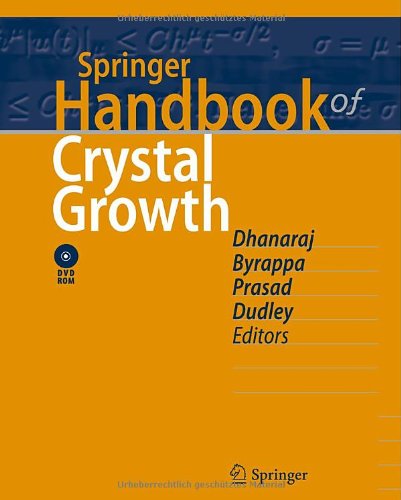 Urheberrechtlich geschütztes Material
Springer
Handbook of
Crystal
Growth
Dhanaraj
Byrappa
Prasad
Dudley
Editors
DVD
ROM
Springer
Urheberrechtlich geschütztes Material